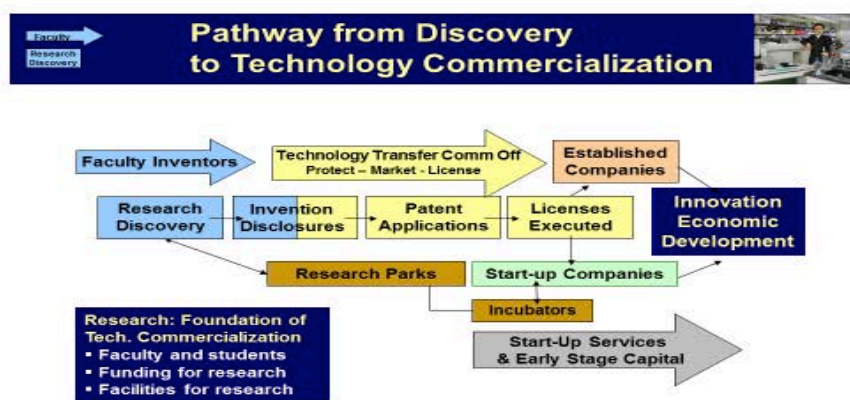 Faculty
Research
Discovery
Pathway from Discovery
to Technology Commercialization
Faculty Inventors
Technology Transfer Comm Off
Protect – Market - License
Established
Companies
Research
Discovery
Invention
Disclosures
Patent
Applications
Licenses
Executed
Innovation
Economic
Development
Research Parks
Start-up Companies
Incubators
Research: Foundation of
Tech. Commercialization
▪ Faculty and students
▪ Funding for research
▪ Facilities for research
Start-Up Services
& Early Stage Capital